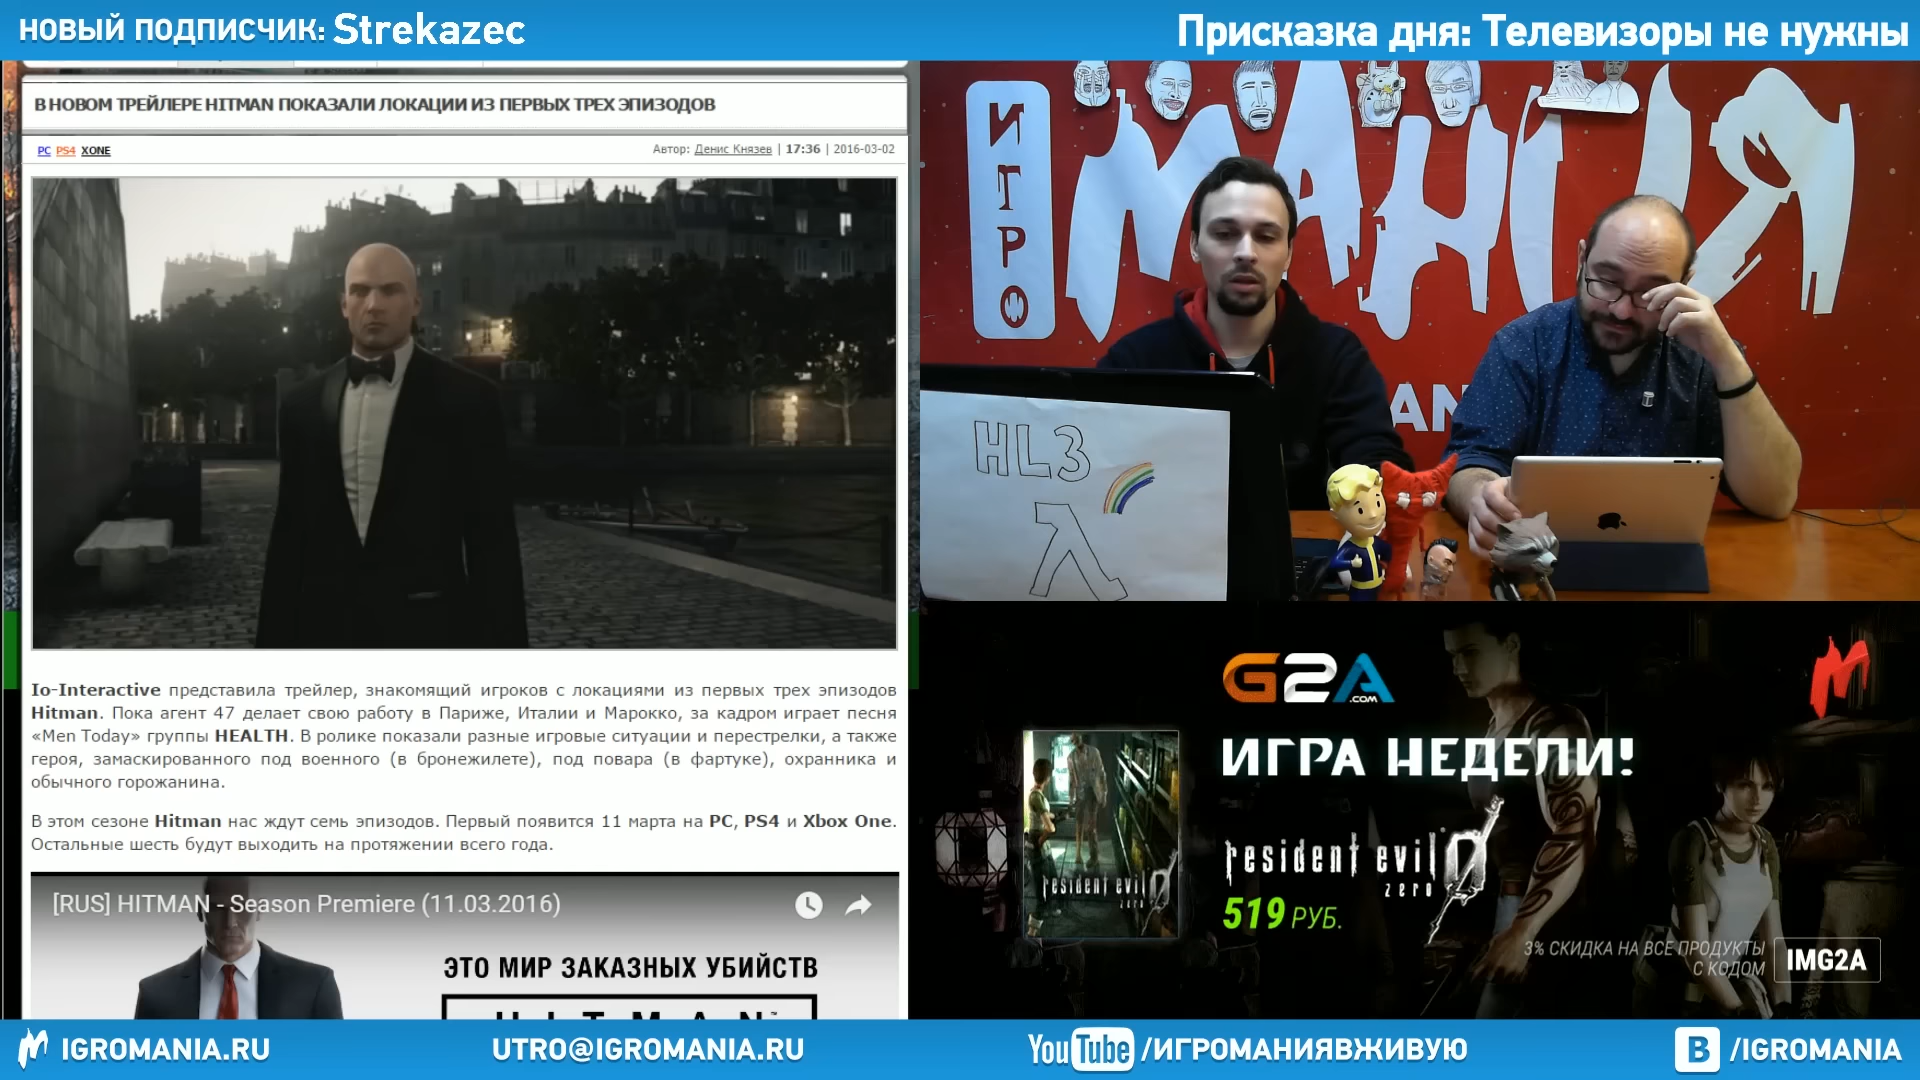 НОВЫЙ ПОДПИСЧИК: Strekazec
Присказка дня: Телевизоры не нужны
В НОВОМ ТРЕЙЛЕРЕ HITMAN ПОКАЗАЛИ ЛОКАЦИИ ИЗ ПЕРВЫХ ТРЕХ ЭПИЗОДОВ
PC PS4 XONE
Автор: Денис Князев | 17:36 | 2016-03-02
Io-Interactive представила трейлер, знакомящий игроков с локациями из первых трех эпизодов
Hitman. Пока агент 47 делает свою работу в Париже, Италии и Марокко, за кадром играет песня
«Men Today» группы HEALTH. В ролике показали разные игровые ситуации и перестрелки, а также
героя, замаскированного под военного (в бронежилете), под повара (в фартуке), охранника и
обычного горожанина.
В этом сезоне Hitman нас ждут семь эпизодов. Первый появится 11 марта на PC, PS4 и Xbox One.
Остальные шесть будут выходить на протяжении всего года.
[RUS] HITMAN - Season Premiere (11.03.2016)
ЭТО МИР ЗАКАЗНЫХ УБИЙСТВ
HITMAN
ИГРО
МАНИЯ
AN
HL3
λ
G2A
.COM
ИГРА НЕДЕЛИ!
resident evil 0
zero
resident evil 0
zero
519 РУБ.
3% СКИДКА НА ВСЕ ПРОДУКТЫ
С КОДОМ
IMG2A
IGROMANIA.RU
UTRO@IGROMANIA.RU
YouTube /ИГРОМАНИЯВЖИВУЮ
B /IGROMANIA